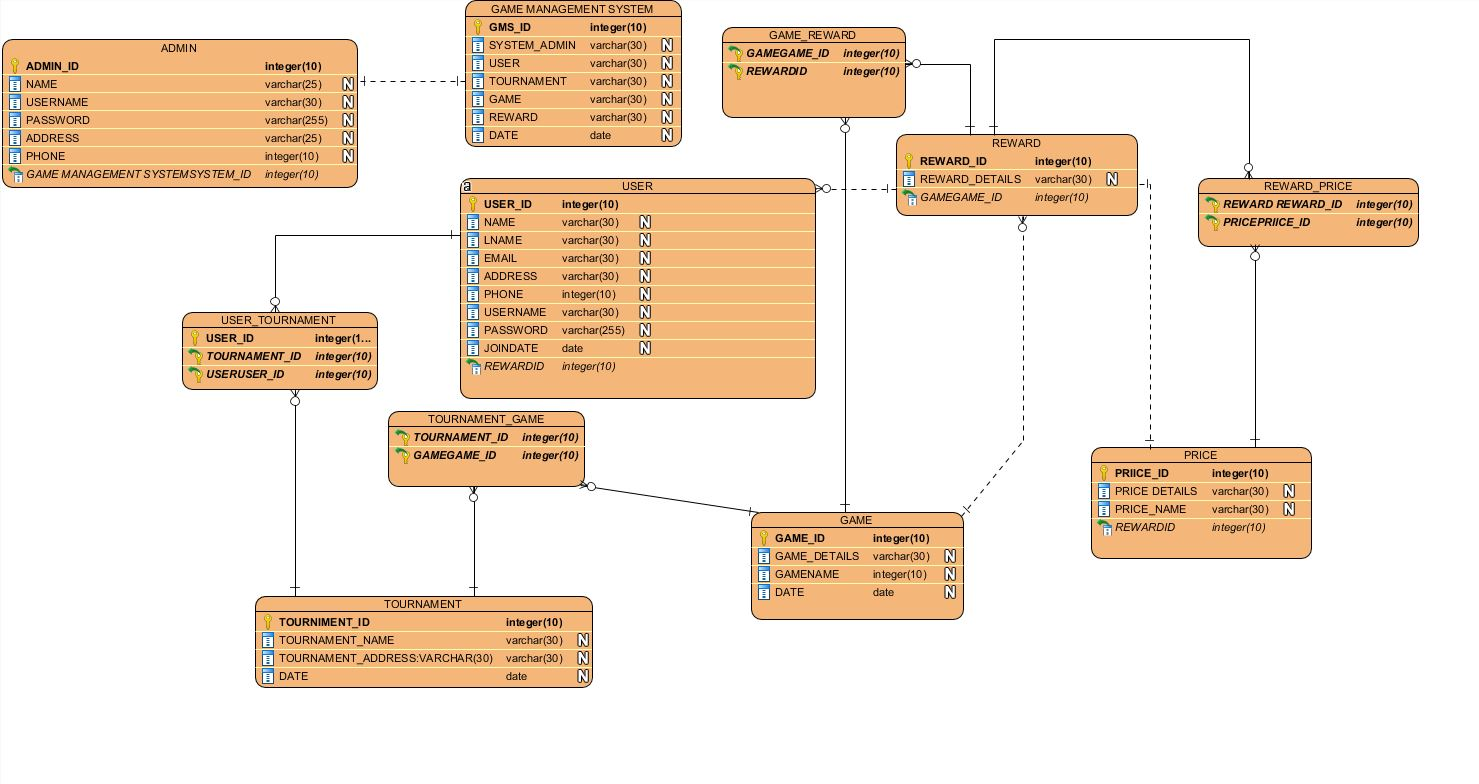 ADMIN
ADMIN_ID integer(10)
NAME varchar(25) N
USERNAME varchar(30) N
PASSWORD varchar(255) N
ADDRESS varchar(25) N
PHONE integer(10) N
GAME MANAGEMENT SYSTEMSYSTEM_ID integer(10)
GAME MANAGEMENT SYSTEM
GMS_ID integer(10)
SYSTEM_ADMIN varchar(30) N
USER varchar(30) N
TOURNAMENT varchar(30) N
GAME varchar(30) N
REWARD varchar(30) N
DATE date N
GAME_REWARD
GAMEGAME_ID integer(10)
REWARDID integer(10)
REWARD
REWARD_ID integer(10)
REWARD_DETAILS varchar(30) N
GAMEGAME_ID integer(10)
REWARD_PRICE
REWARD REWARD_ID integer(10)
PRICEPRIICE_ID integer(10)
a
USER
USER_ID integer(10)
NAME varchar(30) N
LNAME varchar(30) N
EMAIL varchar(30) N
ADDRESS varchar(30) N
PHONE integer(10) N
USERNAME varchar(30) N
PASSWORD varchar(255) N
JOINDATE date N
REWARDID integer(10)
USER_TOURNAMENT
USER_ID integer(1...
TOURNAMENT_ID integer(10)
USERUSER_ID integer(10)
TOURNAMENT_GAME
TOURNAMENT_ID integer(10)
GAMEGAME_ID integer(10)
PRICE
PRIICE_ID integer(10)
PRICE DETAILS varchar(30) N
PRICE_NAME varchar(30) N
REWARDID integer(10)
GAME
GAME_ID integer(10)
GAME_DETAILS varchar(30) N
GAMENAME integer(10) N
DATE date N
TOURNAMENT
TOURNIMENT_ID integer(10)
TOURNAMENT_NAME varchar(30) N
TOURNAMENT_ADDRESS:VARCHAR(30) varchar(30) N
DATE date N